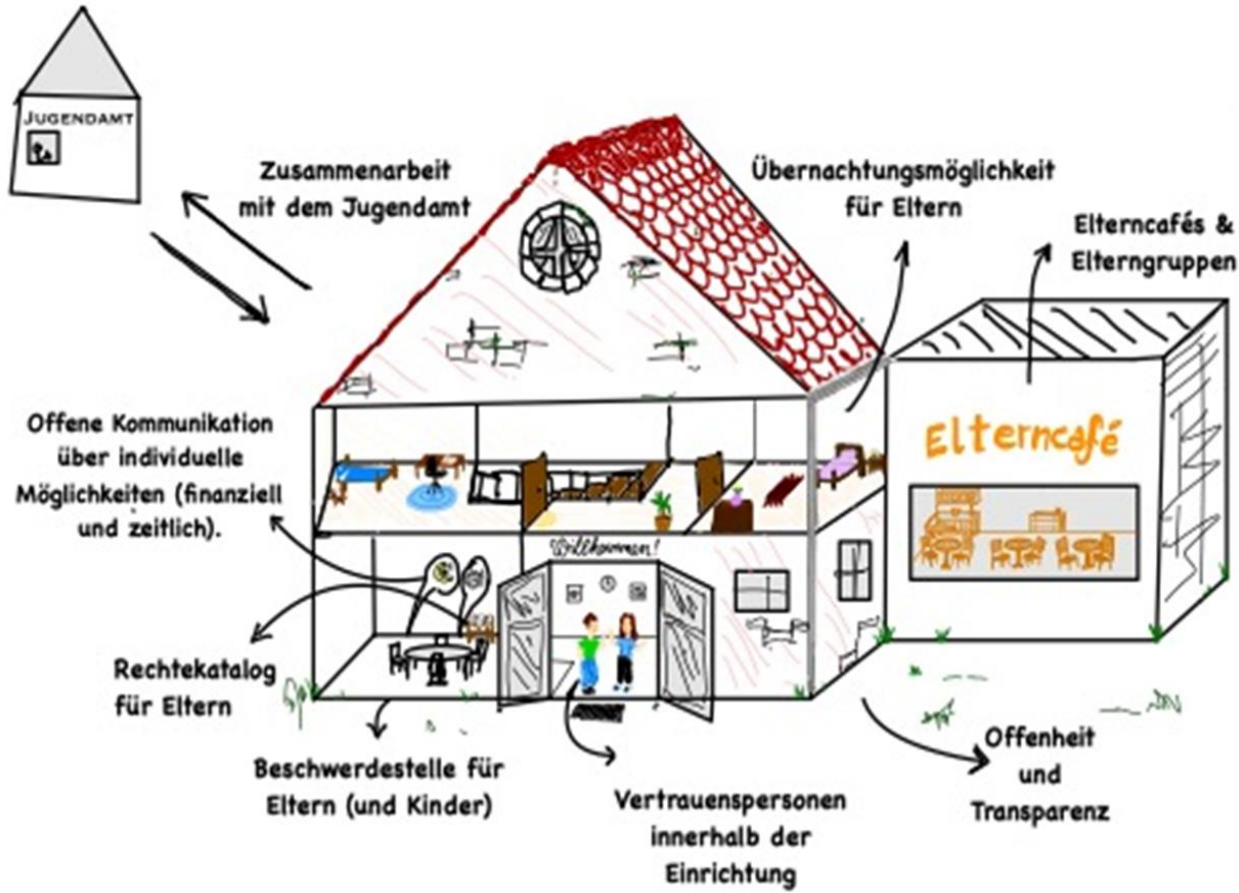 JUGENDAMT
Zusammenarbeit
mit dem Jugendamt
Übernachtungsmöglichkeit
für Eltern
Elterncafés &
Elterngruppen
Offene Kommunikation
über individuelle
Möglichkeiten (finanziell
und zeitlich).
Elterncafé
Willkommen!
Rechtekatalog
für Eltern
Beschwerdestelle für
Eltern (und Kinder)
Vertrauenspersonen
innerhalb der
Einrichtung
Offenheit
und
Transparenz